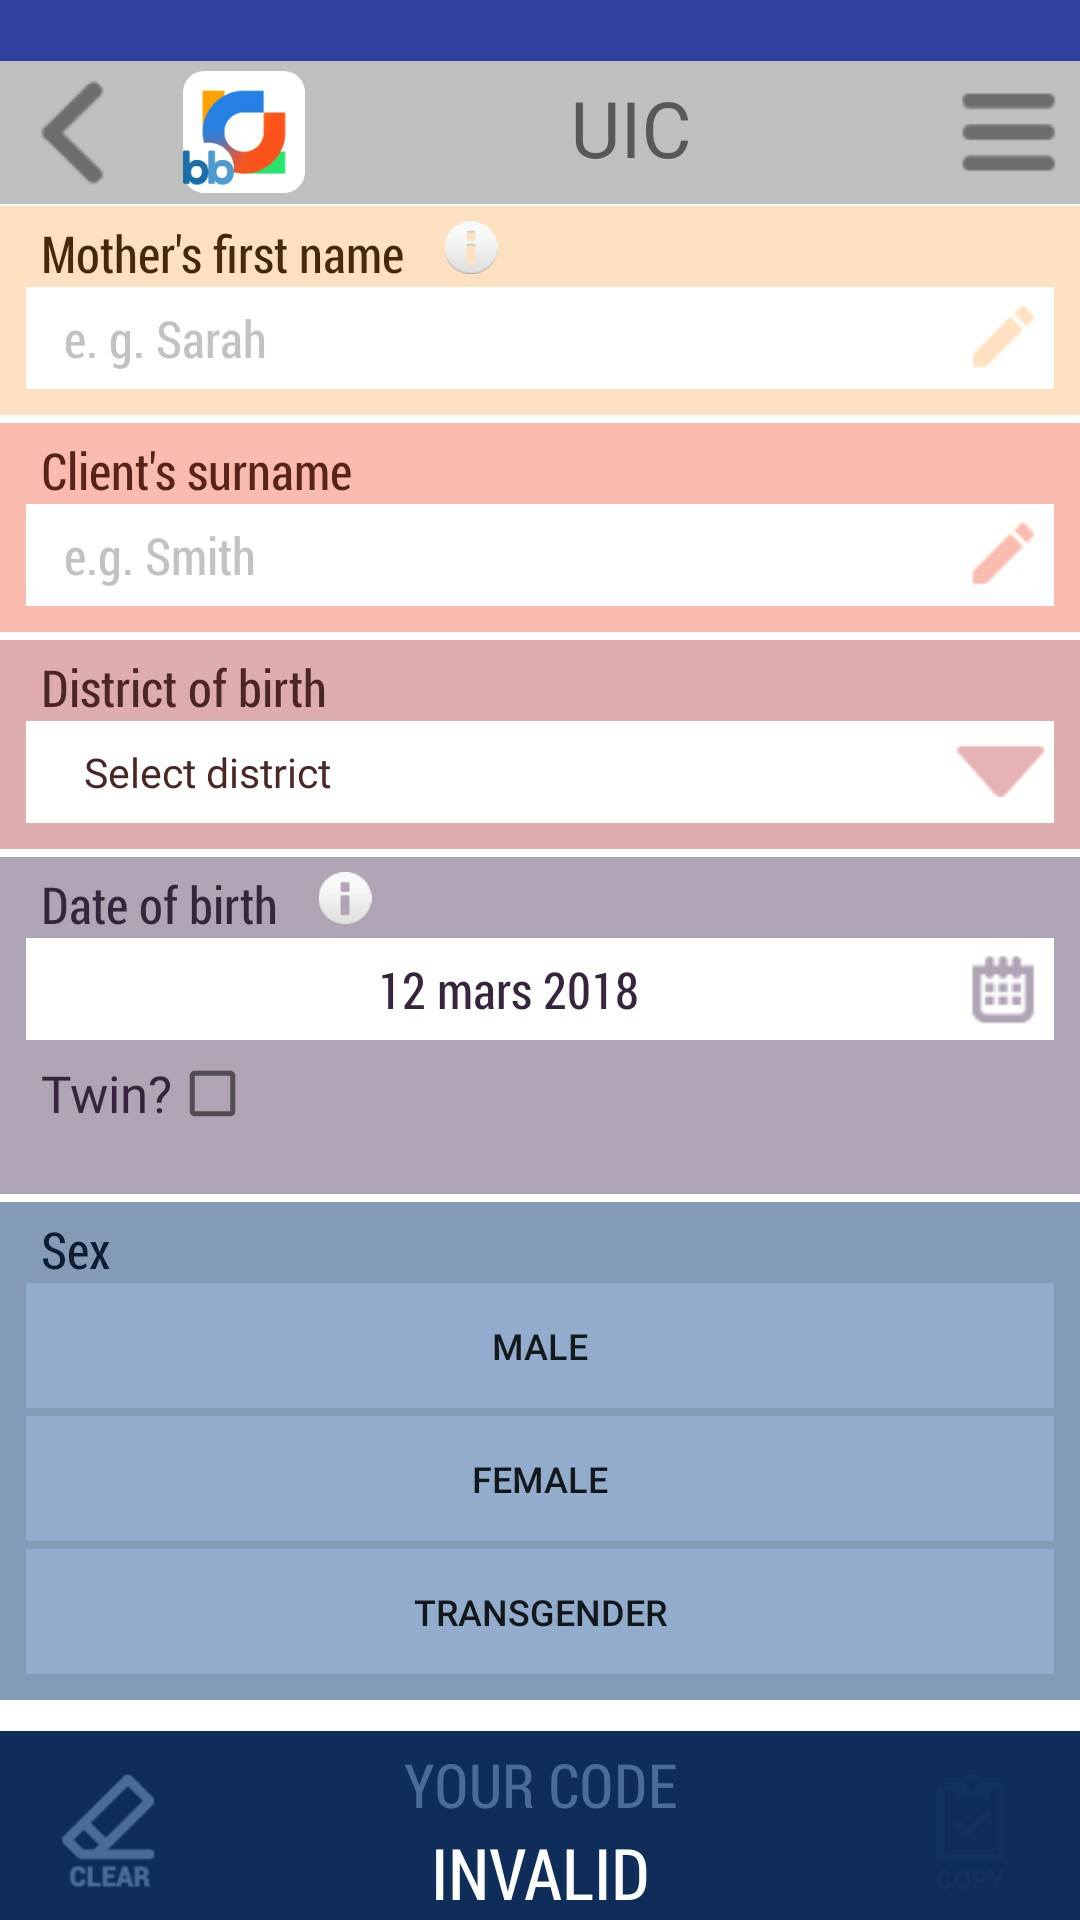 bb
UIC
Mother's first name
e. g. Sarah
Client's surname
e.g. Smith
District of birth
Select district
Date of birth
12 mars 2018
Twin?
Sex
MALE
FEMALE
TRANSGENDER
YOUR CODE
INVALID
CLEAR
COPY